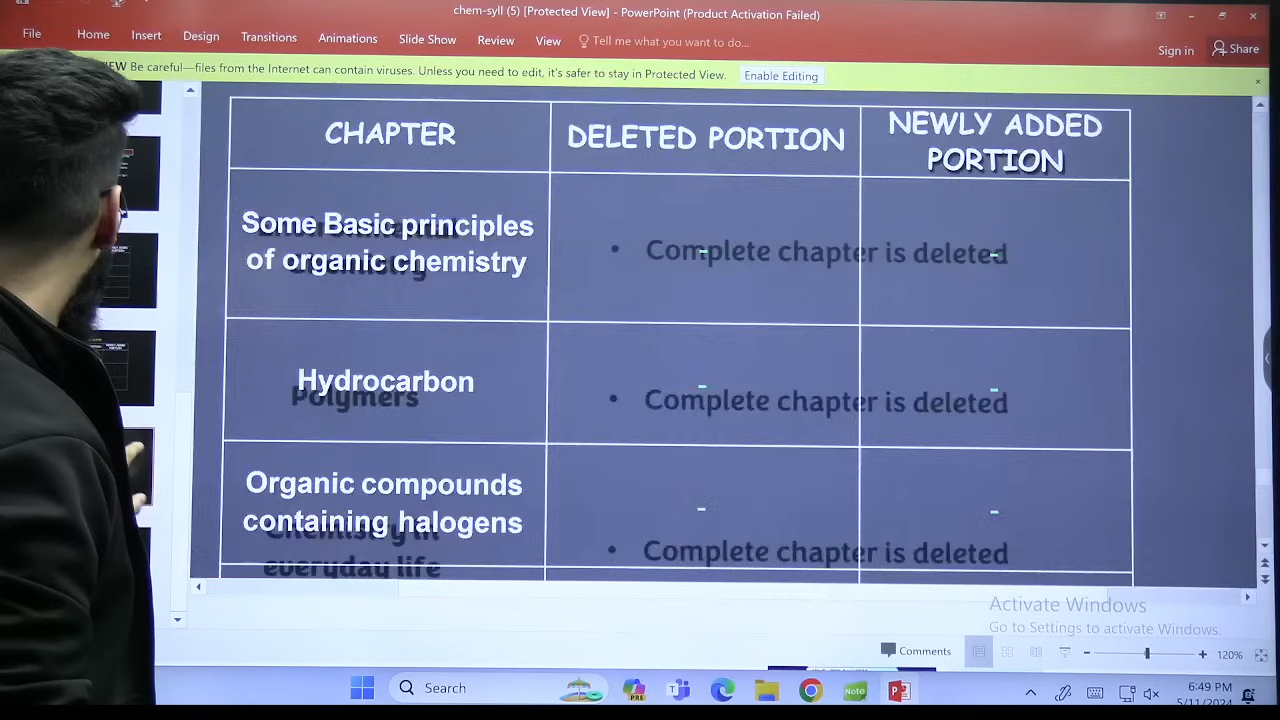 chem-syll (5) [Protected View] - PowerPoint (Product Activation Failed)
File Home Insert Design Transitions Animations Slide Show Review View Tell me what you want to do... Sign in Share
Be careful—files from the Internet can contain viruses. Unless you need to edit, it's safer to stay in Protected View. Enable Editing
CHAPTER DELETED PORTION NEWLY ADDED
PORTION
Some Basic principles
of organic chemistry - -
• Complete chapter is deleted
Hydrocarbon - -
Polymers • Complete chapter is deleted
Organic compounds
containing halogens - -
Chemistry in
everyday life • Complete chapter is deleted
Activate Windows
Go to Settings to activate Windows.
Comments 120%
Search PRE Note 6:49 PM
5/11/2024